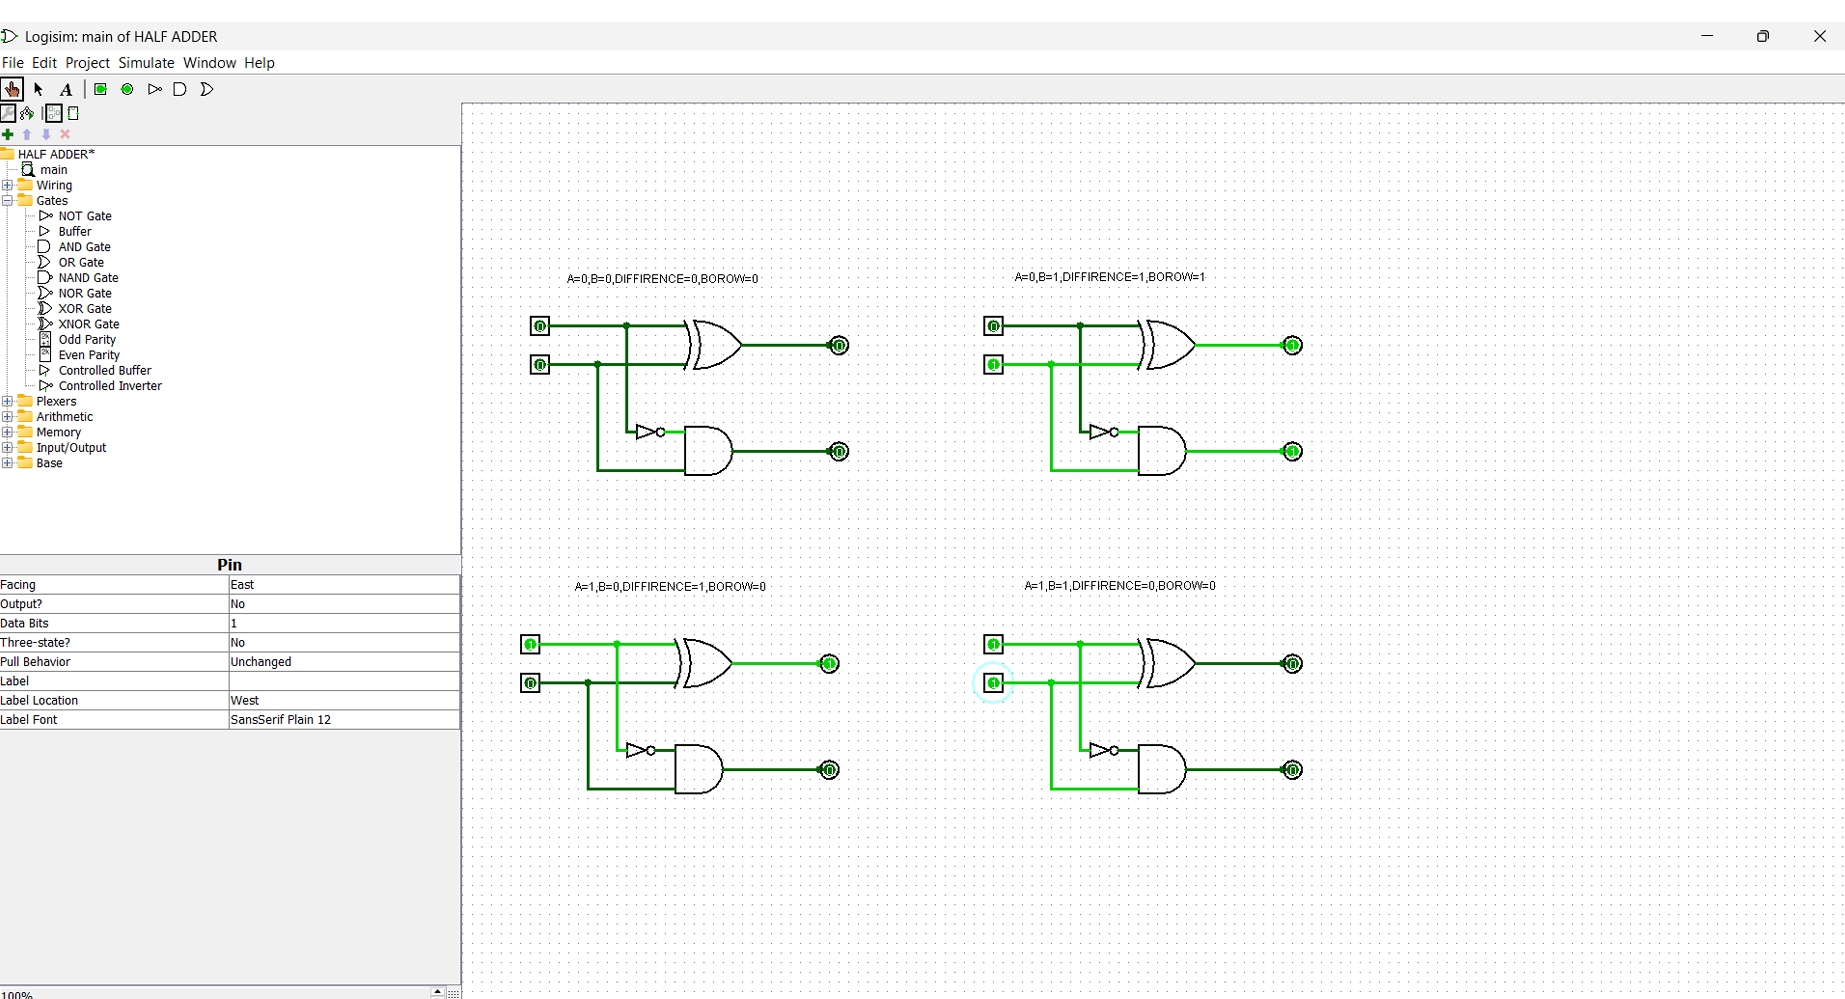 Logisim: main of HALF ADDER
File Edit Project Simulate Window Help
A
HALF ADDER*
main
Wiring
Gates
NOT Gate
Buffer
AND Gate
OR Gate
NAND Gate
NOR Gate
XOR Gate
XNOR Gate
Odd Parity
Even Parity
Controlled Buffer
Controlled Inverter
Plexers
Arithmetic
Memory
Input/Output
Base
Pin
Facing East
Output? No
Data Bits 1
Three-state? No
Pull Behavior Unchanged
Label
Label Location West
Label Font SansSerif Plain 12
100%
A=0,B=0,DIFFIRENCE=0,BOROW=0
0
0
0
0
A=0,B=1,DIFFIRENCE=1,BOROW=1
0
1
1
1
A=1,B=0,DIFFIRENCE=1,BOROW=0
1
1
0
0
A=1,B=1,DIFFIRENCE=0,BOROW=0
1
0
1
0